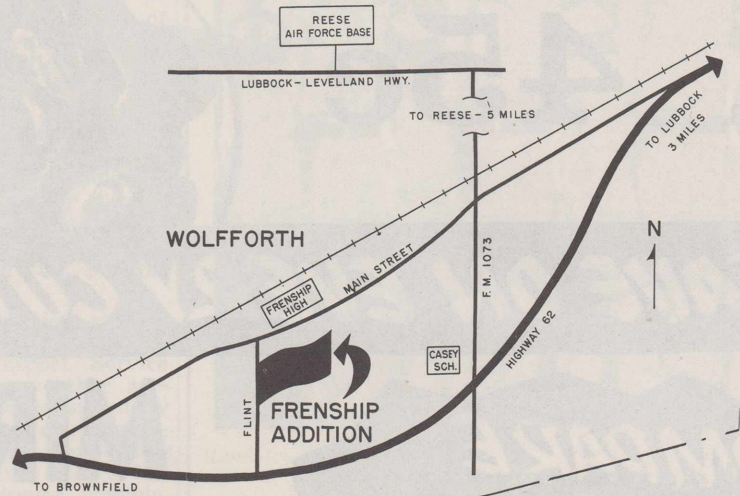 REESE
AIR FORCE BASE
LUBBOCK-LEVELLAND HWY.
TO REESE - 5 MILES
TO LUBBOCK
3 MILES
WOLFFORTH
N
MAIN STREET
F.M. 1073
FRENSHIP
HIGH
HIGHWAY 62
CASEY
SCH.
FLINT
FRENSHIP
ADDITION
TO BROWNFIELD